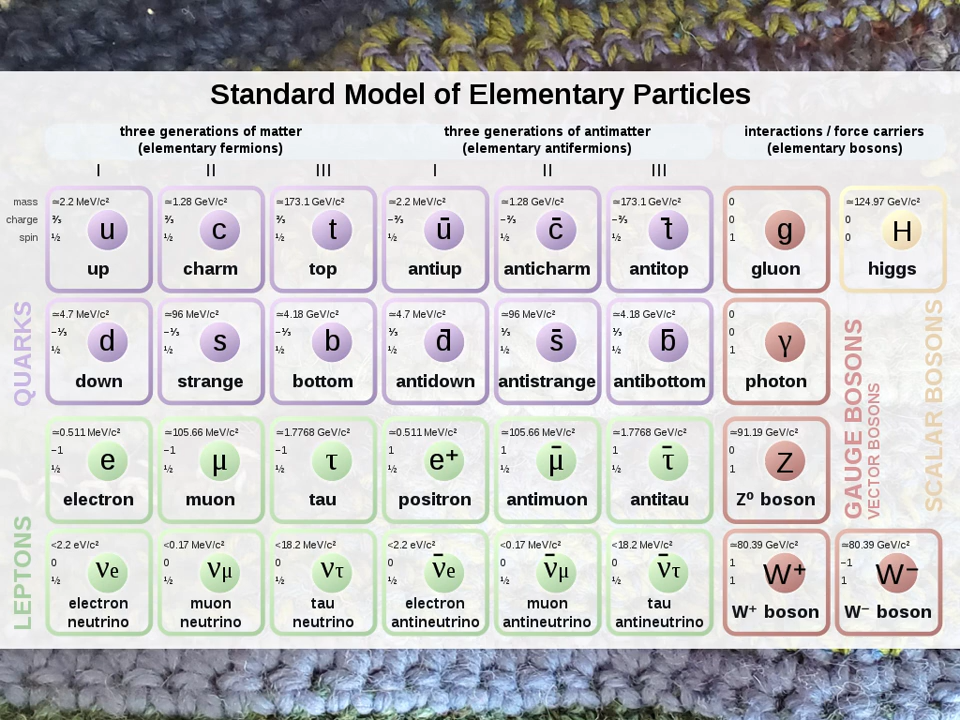 Standard Model of Elementary Particles
three generations of matter
(elementary fermions)
three generations of antimatter
(elementary antifermions)
interactions / force carriers
(elementary bosons)
I II III I II III
mass
charge
spin
≃2.2 MeV/c²
⅔
½
u
up
≃1.28 GeV/c²
⅔
½
c
charm
≃173.1 GeV/c²
⅔
½
t
top
≃2.2 MeV/c²
−⅔
½
ū
antiup
≃1.28 GeV/c²
−⅔
½
c̄
anticharm
≃173.1 GeV/c²
−⅔
½
t̄
antitop
0
0
1
g
gluon
≃124.97 GeV/c²
0
0
H
higgs
QUARKS
≃4.7 MeV/c²
−⅓
½
d
down
≃96 MeV/c²
−⅓
½
s
strange
≃4.18 GeV/c²
−⅓
½
b
bottom
≃4.7 MeV/c²
⅓
½
d̄
antidown
≃96 MeV/c²
⅓
½
s̄
antistrange
≃4.18 GeV/c²
⅓
½
b̄
antibottom
0
0
1
γ
photon
GAUGE BOSONS
VECTOR BOSONS
SCALAR BOSONS
LEPTONS
≃0.511 MeV/c²
−1
½
e
electron
≃105.66 MeV/c²
−1
½
μ
muon
≃1.7768 GeV/c²
−1
½
τ
tau
≃0.511 MeV/c²
1
½
e⁺
positron
≃105.66 MeV/c²
1
½
μ̄
antimuon
≃1.7768 GeV/c²
1
½
τ̄
antitau
≃91.19 GeV/c²
0
1
Z
Z⁰ boson
<2.2 eV/c²
0
½
νe
electron
neutrino
<0.17 MeV/c²
0
½
νμ
muon
neutrino
<18.2 MeV/c²
0
½
ντ
tau
neutrino
<2.2 eV/c²
0
½
ν̄e
electron
antineutrino
<0.17 MeV/c²
0
½
ν̄μ
muon
antineutrino
<18.2 MeV/c²
0
½
ν̄τ
tau
antineutrino
≃80.39 GeV/c²
1
1
W⁺
W⁺ boson
≃80.39 GeV/c²
−1
1
W⁻
W⁻ boson